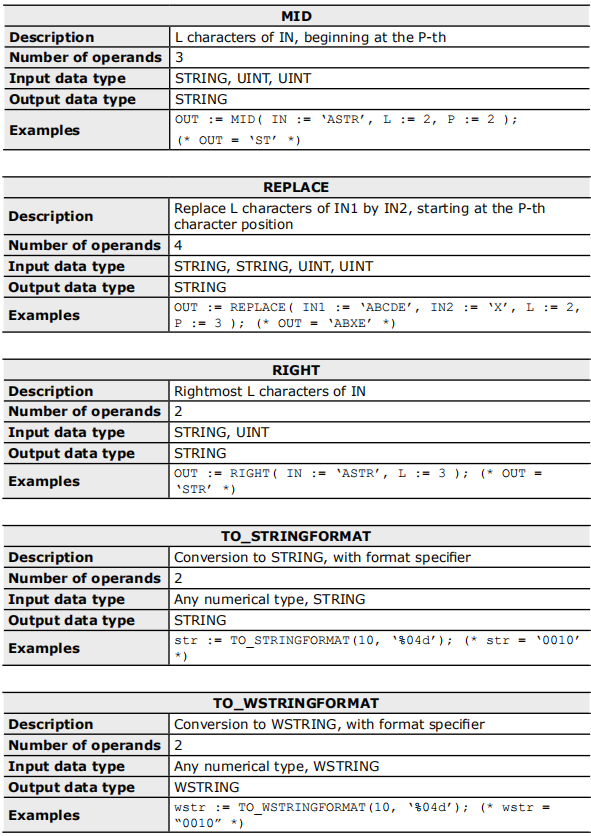 MID
Description L characters of IN, beginning at the P-th
Number of operands 3
Input data type STRING, UINT, UINT
Output data type STRING
Examples OUT := MID( IN := ‘ASTR’, L := 2, P := 2 );
(* OUT = ‘ST’ *)
REPLACE
Description Replace L characters of IN1 by IN2, starting at the P-th
character position
Number of operands 4
Input data type STRING, STRING, UINT, UINT
Output data type STRING
Examples OUT := REPLACE( IN1 := ‘ABCDE’, IN2 := ‘X’, L := 2,
P := 3 ); (* OUT = ‘ABXE’ *)
RIGHT
Description Rightmost L characters of IN
Number of operands 2
Input data type STRING, UINT
Output data type STRING
Examples OUT := RIGHT( IN := ‘ASTR’, L := 3 ); (* OUT =
‘STR’ *)
TO_STRINGFORMAT
Description Conversion to STRING, with format specifier
Number of operands 2
Input data type Any numerical type, STRING
Output data type STRING
Examples str := TO_STRINGFORMAT(10, ‘%04d’); (* str = ‘0010’
*)
TO_WSTRINGFORMAT
Description Conversion to WSTRING, with format specifier
Number of operands 2
Input data type Any numerical type, WSTRING
Output data type WSTRING
Examples wstr := TO_WSTRINGFORMAT(10, ‘%04d’); (* wstr =
“0010” *)